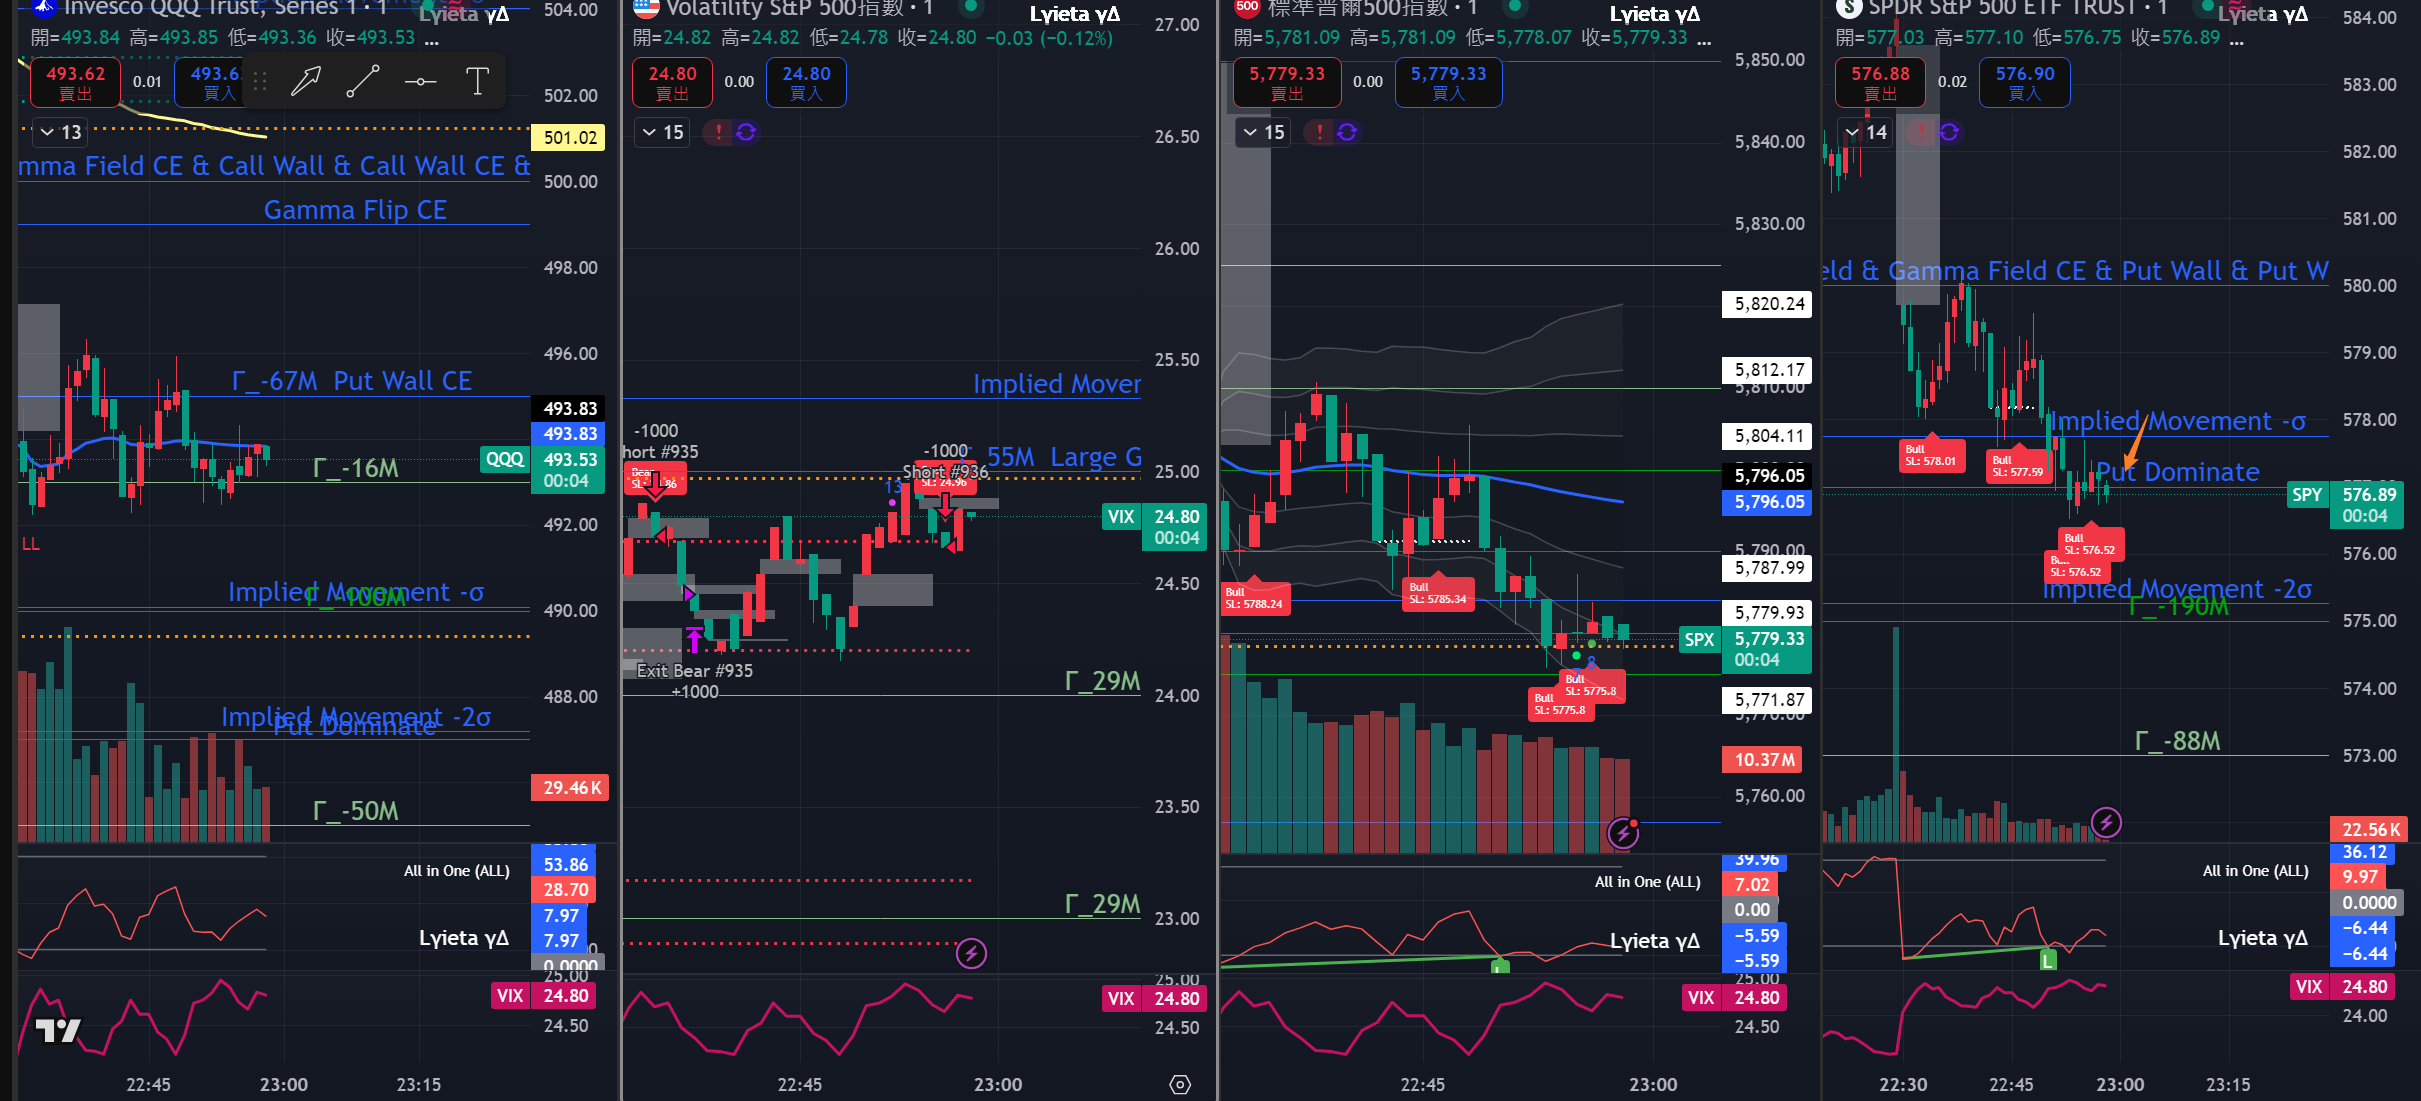 Invesco QQQ Trust, Series 1 · 1
Lγieta γΔ
開=493.84 高=493.85 低=493.36 收=493.53 ...
493.62
賣出
0.01
買入
T
13
504.00
502.00
501.02
500.00
498.00
496.00
493.83
493.83
QQQ
493.53
00:04
492.00
490.00
488.00
29.46K
mma Field CE & Call Wall & Call Wall CE &
Gamma Flip CE
Γ_-67M Put Wall CE
Γ_-16M
LL
Implied Movement -σ
Γ_-100M
Implied Movement -2σ
Put Dominate
Γ_-50M
All in One (ALL)
53.86
28.70
7.97
7.97
0.0000
Lγieta γΔ
25.00
VIX
24.80
24.50
22:45
23:00
23:15
Volatility S&P 500指數 · 1
Lγieta γΔ
開=24.82 高=24.82 低=24.78 收=24.80 −0.03 (−0.12%)
24.80
賣出
0.00
24.80
買入
15
27.00
26.50
26.00
25.50
25.00
24.50
24.00
23.50
23.00
Implied Mover
55M Large G
-1000
hort #935
Bear
-1000
Short #936
SL: 24.96
13
VIX
24.80
00:04
Exit Bear #935
+1000
Γ_29M
Γ_29M
25.00
VIX
24.80
24.50
22:45
23:00
500
標準普爾500指數 · 1
Lγieta γΔ
開=5,781.09 高=5,781.09 低=5,778.07 收=5,779.33 ...
5,779.33
賣出
0.00
5,779.33
買入
15
5,850.00
5,840.00
5,830.00
5,820.24
5,812.17
5,810.00
5,804.11
5,796.05
5,796.05
5,790.00
5,787.99
5,779.93
SPX
5,779.33
00:04
5,771.87
5,770.00
10.37M
5,760.00
Bull
SL: 5788.24
Bull
SL: 5785.34
8
Bull
SL: 5775.8
Bull
SL: 5775.8
All in One (ALL)
39.96
7.02
0.00
−5.59
−5.59
Lγieta γΔ
L
25.00
VIX
24.80
24.50
22:45
23:00
SPDR S&P 500 ETF TRUST · 1
Lγieta γΔ
開=577.03 高=577.10 低=576.75 收=576.89 ...
576.88
賣出
0.02
576.90
買入
14
584.00
583.00
582.00
581.00
580.00
579.00
578.00
SPY
576.89
00:04
576.00
575.00
574.00
573.00
22.56K
eld & Gamma Field CE & Put Wall & Put W
Implied Movement -σ
Put Dominate
Bull
SL: 578.01
Bull
SL: 577.59
Bull
SL: 576.52
SL: 576.52
Implied Movement -2σ
Γ_-190M
Γ_-88M
All in One (ALL)
36.12
9.97
0.0000
−6.44
−6.44
Lγieta γΔ
L
VIX
24.80
24.00
22:30
22:45
23:00
23:15